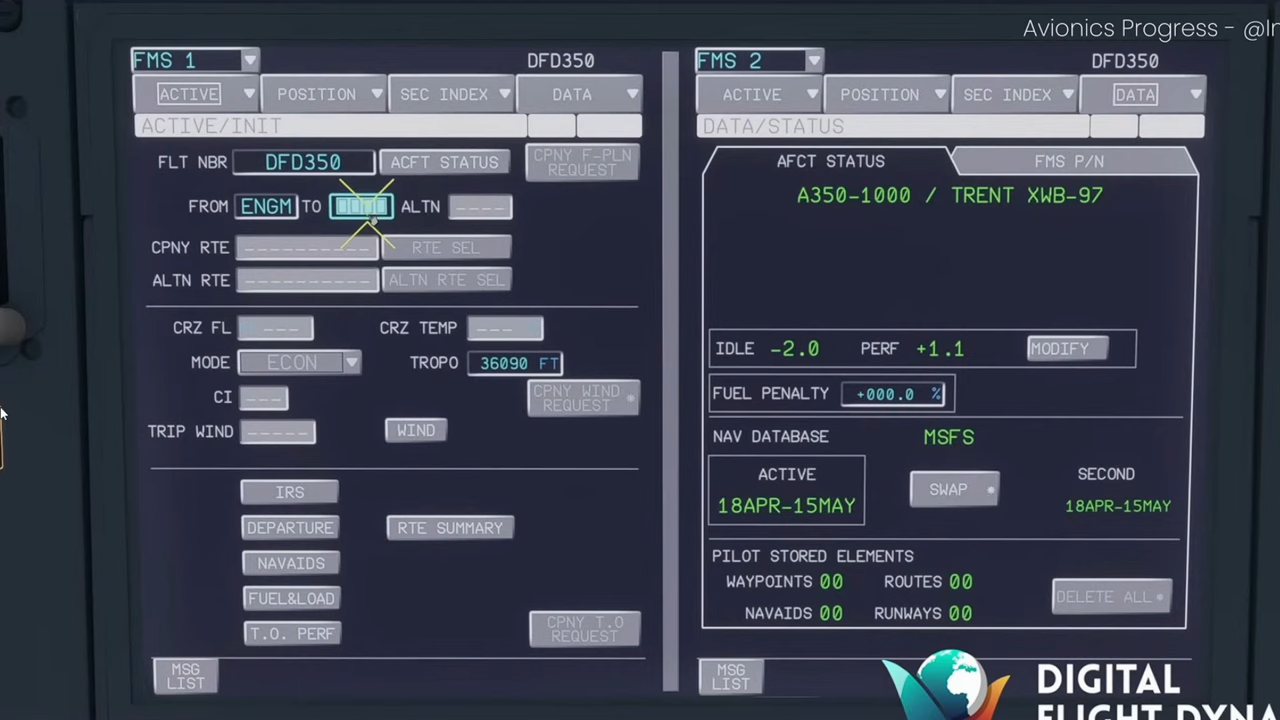 Avionics Progress - @In
FMS 1
DFD350
ACTIVE POSITION SEC INDEX DATA
ACTIVE/INIT
FLT NBR DFD350 ACFT STATUS CPNY F-PLN REQUEST
FROM ENGM TO ALTN ----
CPNY RTE ---------- RTE SEL
ALTN RTE ---------- ALTN RTE SEL
CRZ FL --- CRZ TEMP ---
MODE ECON TROPO 36090 FT
CI --- CPNY WIND REQUEST
TRIP WIND ----- WIND
IRS
DEPARTURE RTE SUMMARY
NAVAIDS
FUEL&LOAD
T.O. PERF CPNY T.O REQUEST
MSG LIST
FMS 2
DFD350
ACTIVE POSITION SEC INDEX DATA
DATA/STATUS
AFCT STATUS FMS P/N
A350-1000 / TRENT XWB-97
IDLE -2.0 PERF +1.1 MODIFY
FUEL PENALTY +000.0 %
NAV DATABASE MSFS
ACTIVE SECOND
18APR-15MAY SWAP 18APR-15MAY
PILOT STORED ELEMENTS
WAYPOINTS 00 ROUTES 00
NAVAIDS 00 RUNWAYS 00 DELETE ALL
MSG LIST
DIGITAL
FLIGHT DYNA